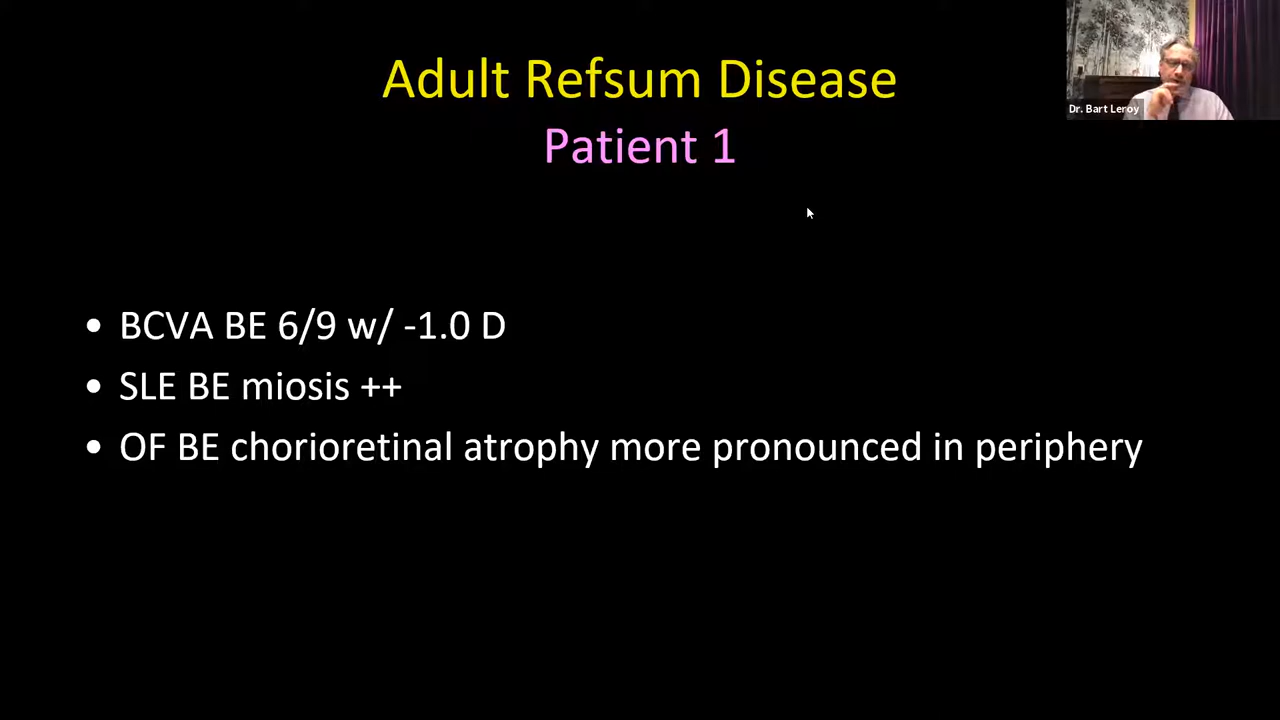 Adult Refsum Disease
Patient 1
Dr. Bart Leroy
• BCVA BE 6/9 w/ -1.0 D
• SLE BE miosis ++
• OF BE chorioretinal atrophy more pronounced in periphery